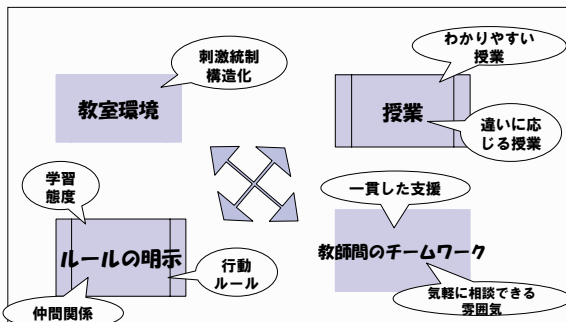 刺激統制
構造化
教室環境
わかりやすい
授業
授業
違いに応
じる授業
学習
態度
ルールの明示
行動
ルール
仲間関係
一貫した支援
教師間のチームワーク
気軽に相談できる
雰囲気